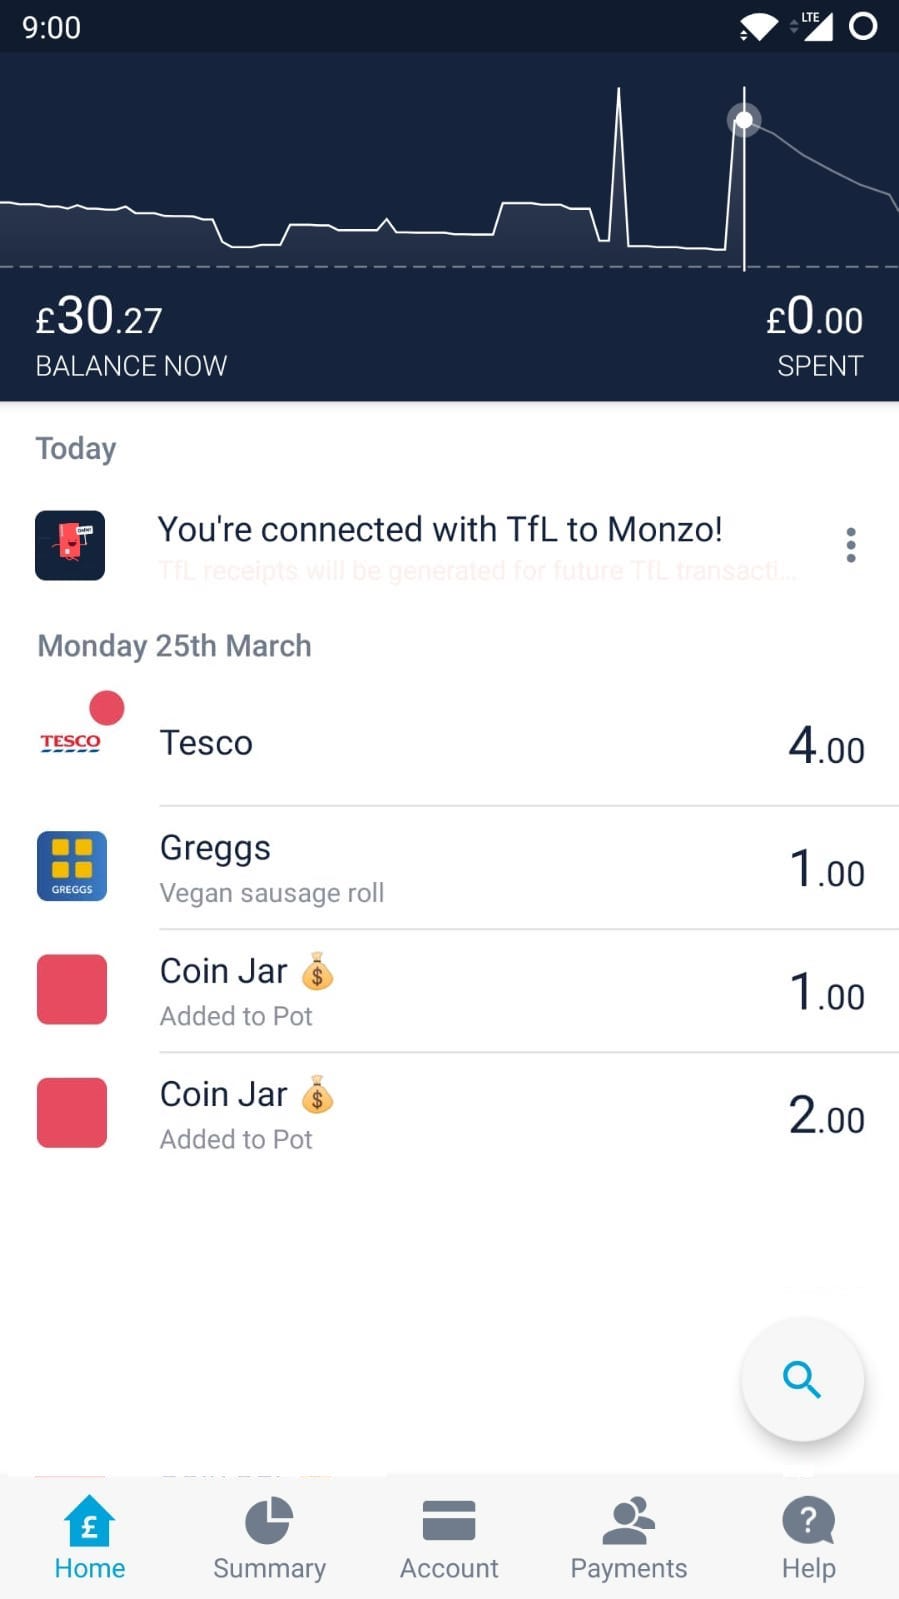 9:00
LTE
£30.27
£0.00
BALANCE NOW
SPENT
Today
You're connected with TfL to Monzo!
TfL receipts will be generated for future TfL transacti...
Monday 25th March
TESCO
Tesco
4.00
Greggs
1.00
GREGGS
Vegan sausage roll
Coin Jar 💰
1.00
Added to Pot
Coin Jar 💰
2.00
Added to Pot
£
?
Home
Summary
Account
Payments
Help